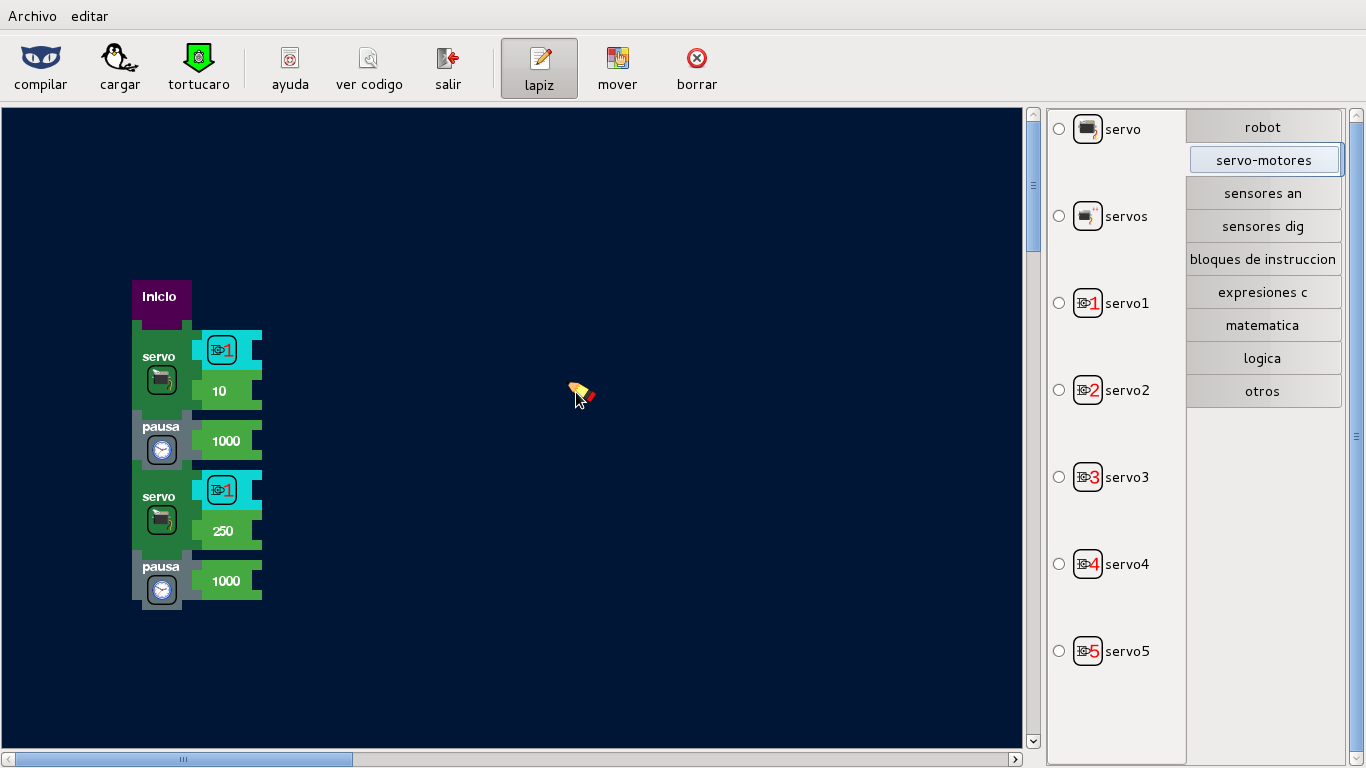 Archivo editar
compilar cargar tortucaro ayuda ver codigo salir lapiz mover borrar
inicio
servo
1
10
pausa
1000
servo
1
250
pausa
1000
servo
servos
1 servo1
2 servo2
3 servo3
4 servo4
5 servo5
robot
servo-motores
sensores an
sensores dig
bloques de instruccion
expresiones c
matematica
logica
otros